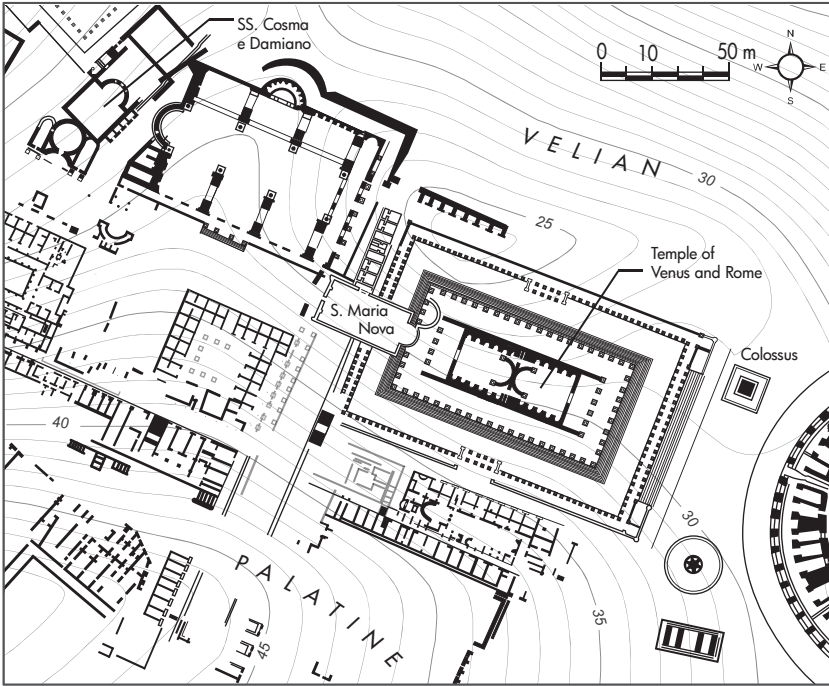 SS. Cosma
e Damiano
0 10 50 m
N
W E
S
VELIAN
30
25
Temple of
Venus and Rome
S. Maria
Nova
Colossus
40
30
PALATINE
35
45